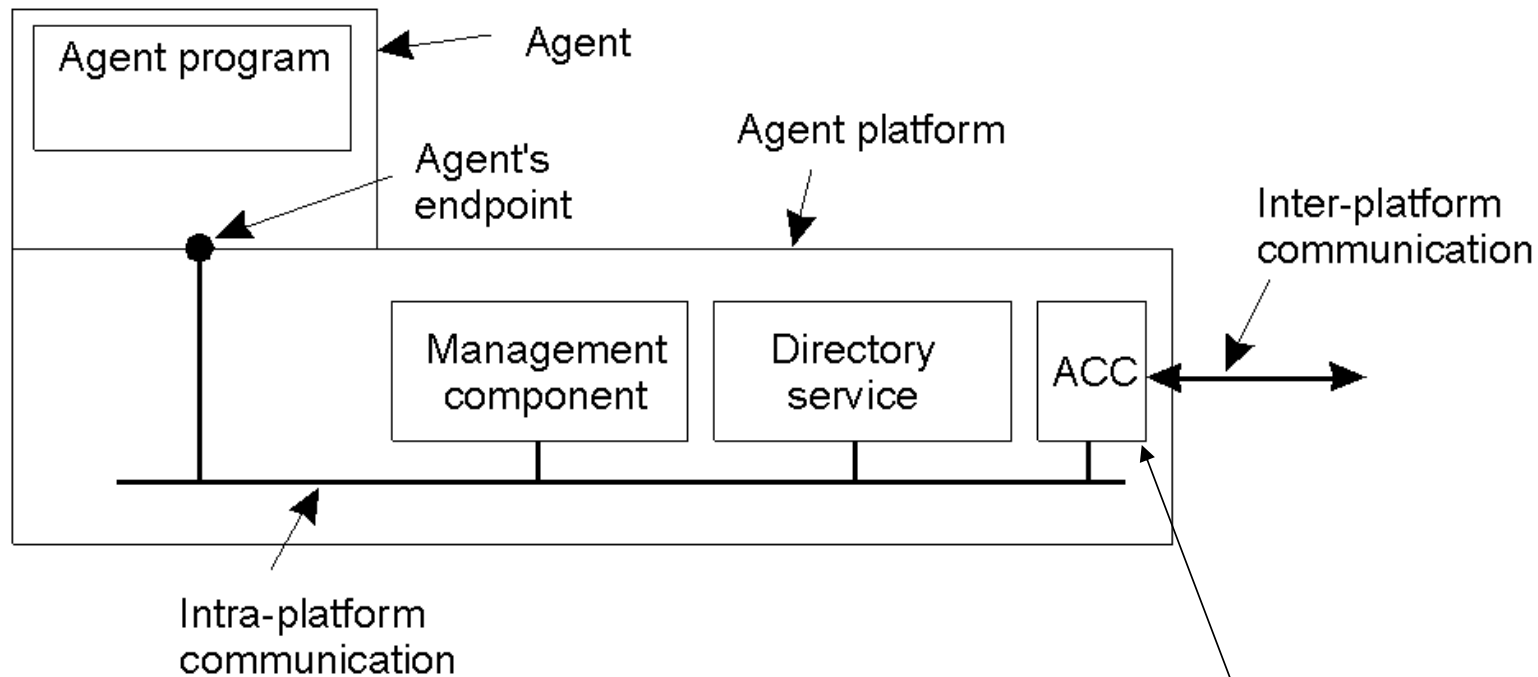 Agent program
Agent
Agent platform
Agent's
endpoint
Inter-platform
communication
Management
component
Directory
service
ACC
Intra-platform
communication